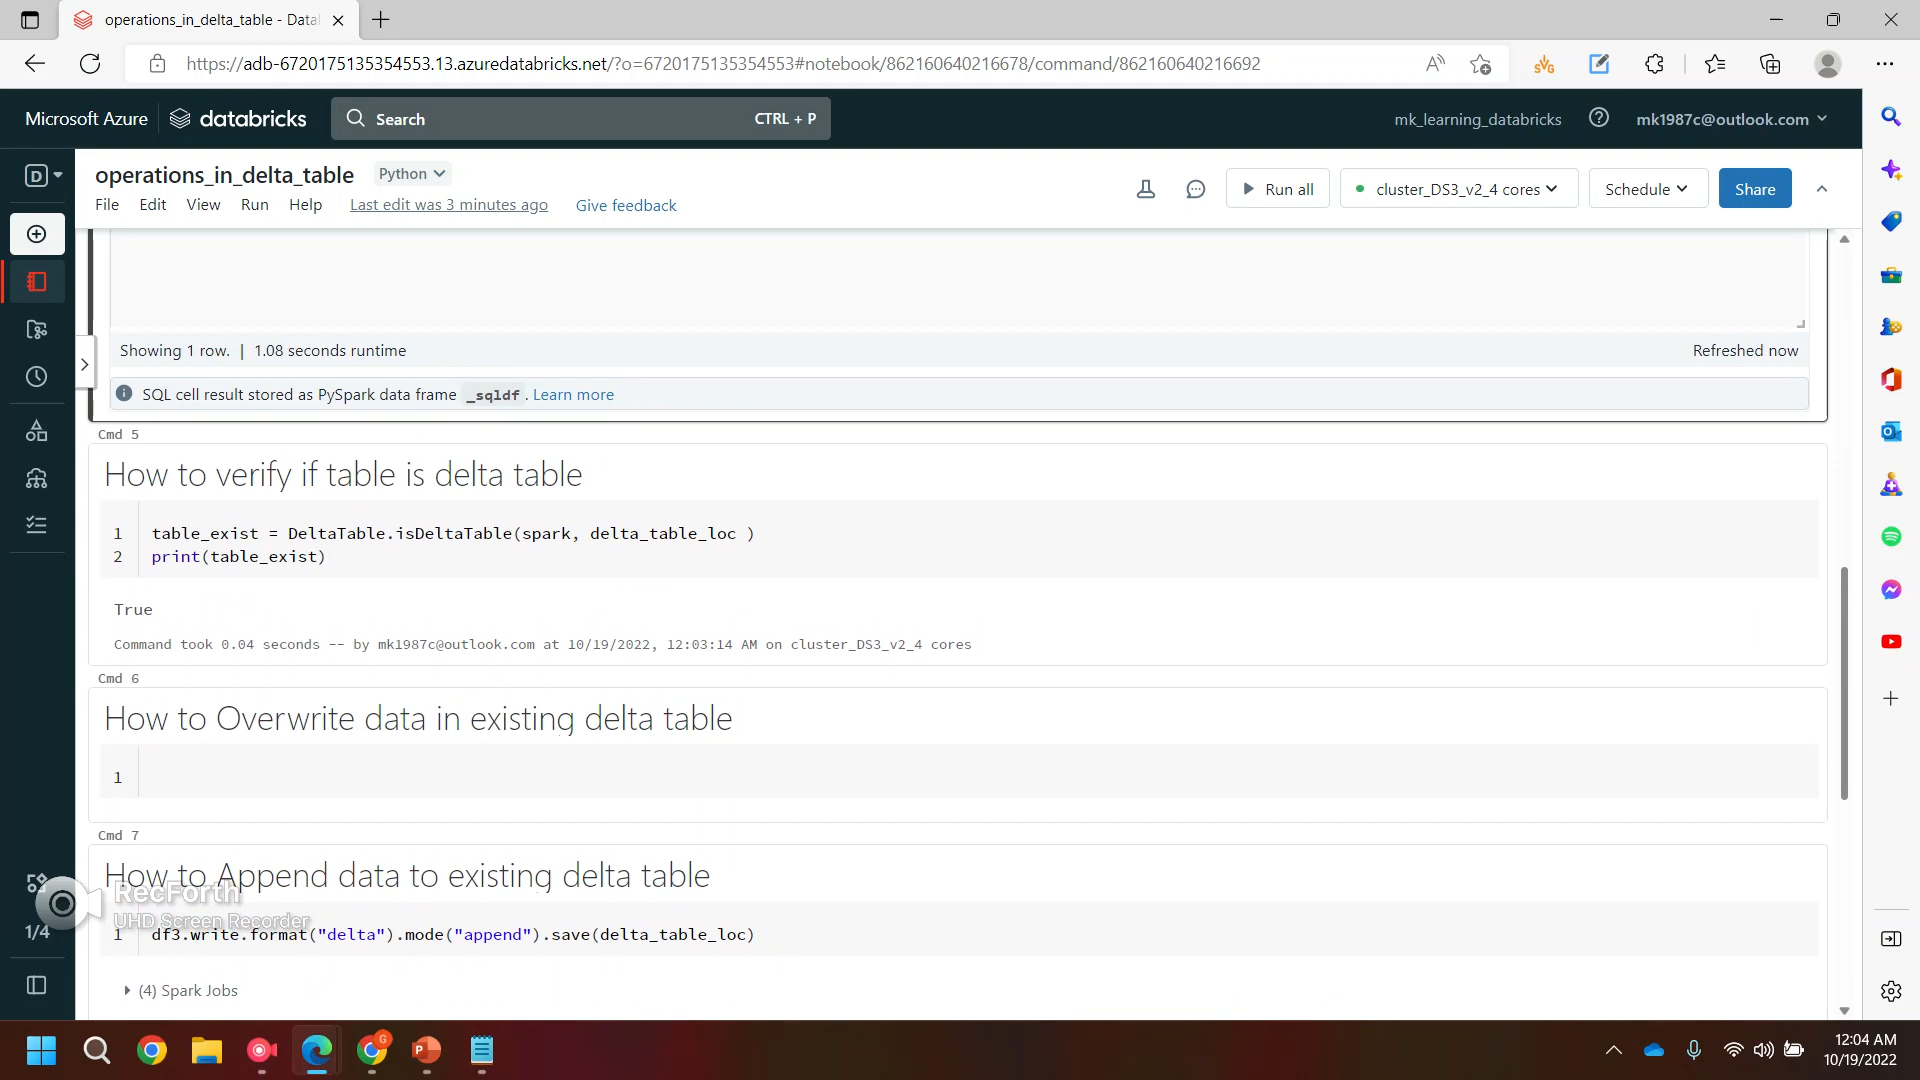 operations_in_delta_table - Data
https://adb-6720175135354553.13.azuredatabricks.net/?o=6720175135354553#notebook/862160640216678/command/862160640216692
Microsoft Azure
databricks
Search
CTRL + P
mk_learning_databricks
mk1987c@outlook.com
D
operations_in_delta_table
Python
File Edit View Run Help Last edit was 3 minutes ago Give feedback
Run all
cluster_DS3_v2_4 cores
Schedule
Share
Showing 1 row. | 1.08 seconds runtime
Refreshed now
SQL cell result stored as PySpark data frame _sqldf . Learn more
Cmd 5
How to verify if table is delta table
1 table_exist = DeltaTable.isDeltaTable(spark, delta_table_loc )
2 print(table_exist)
True
Command took 0.04 seconds -- by mk1987c@outlook.com at 10/19/2022, 12:03:14 AM on cluster_DS3_v2_4 cores
Cmd 6
How to Overwrite data in existing delta table
1
Cmd 7
How to Append data to existing delta table
RecForth
UHD Screen Recorder
1/4
1 df3.write.format("delta").mode("append").save(delta_table_loc)
(4) Spark Jobs
12:04 AM
10/19/2022